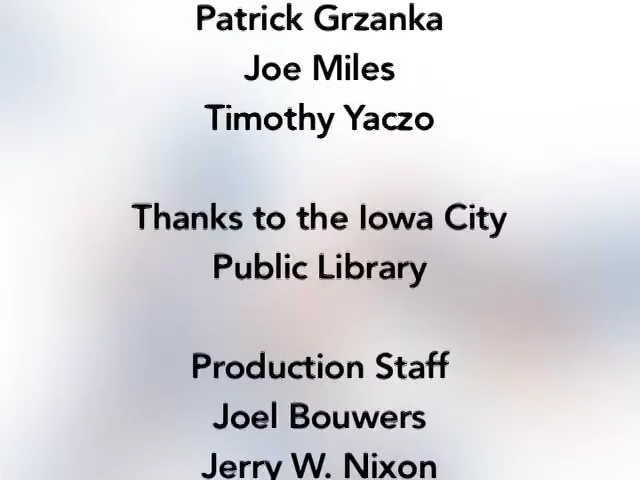 Patrick Grzanka
Joe Miles
Timothy Yaczo
Thanks to the Iowa City
Public Library
Production Staff
Joel Bouwers
Jerry W. Nixon